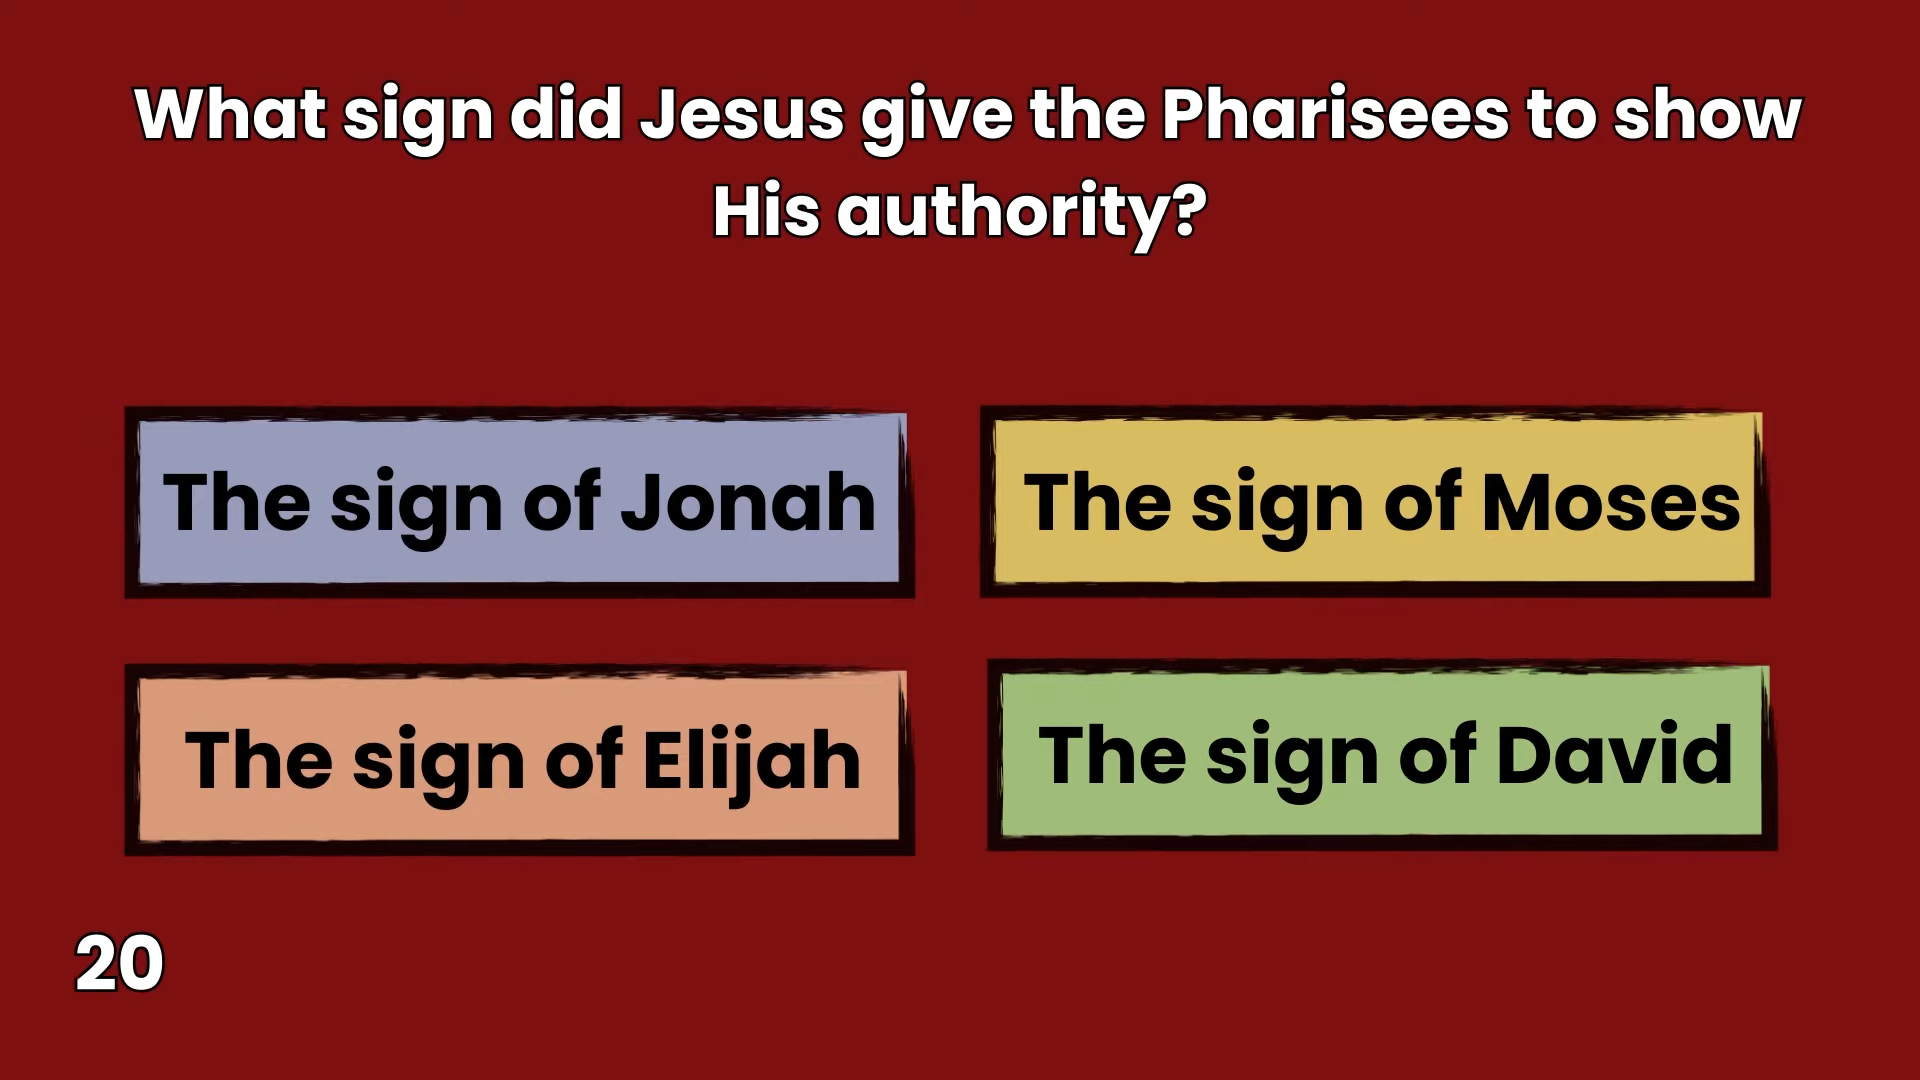 What sign did Jesus give the Pharisees to show
His authority?
The sign of Jonah
The sign of Moses
The sign of Elijah
The sign of David
20